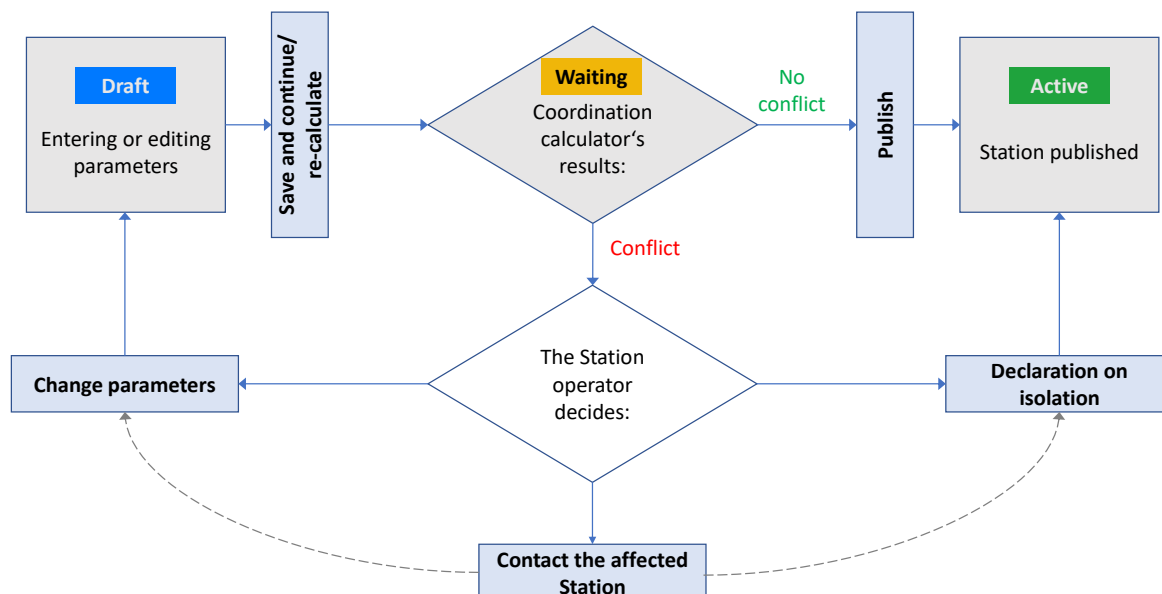 Draft
Entering or editing
parameters
Save and continue/
re-calculate
Waiting
Coordination
calculator‘s
results:
No
conflict
Publish
Active
Station published
Conflict
Change parameters
The Station
operator
decides:
Declaration on
isolation
Contact the affected
Station